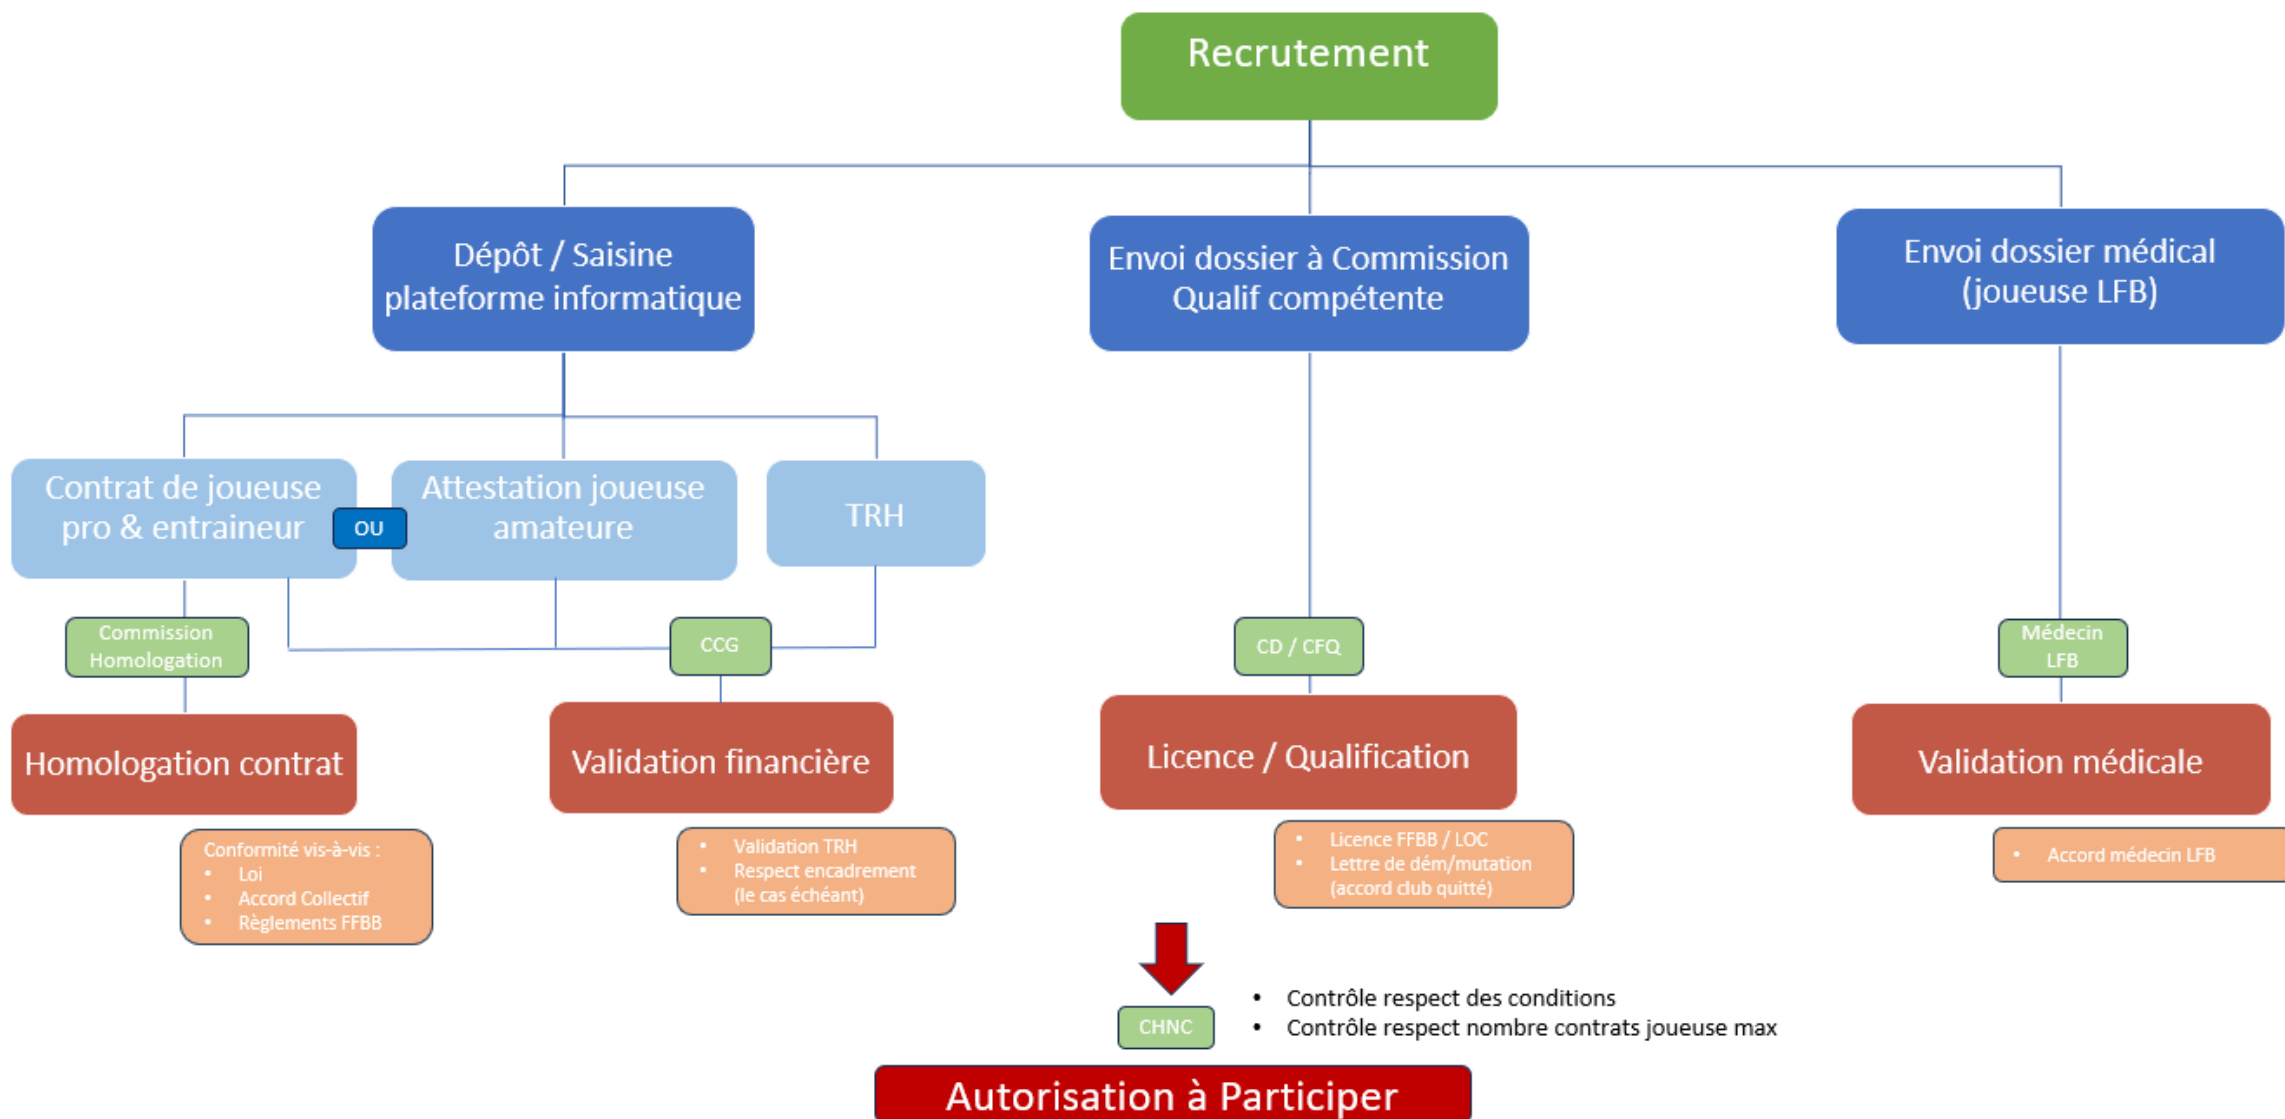 Recrutement
Dépôt / Saisine
plateforme informatique
Envoi dossier à Commission
Qualif compétente
Envoi dossier médical
(joueuse LFB)
Contrat de joueuse
pro & entraineur
OU
Attestation joueuse
amateure
TRH
Commission
Homologation
CCG
CD / CFQ
Médecin
LFB
Homologation contrat
Validation financière
Licence / Qualification
Validation médicale
Conformité vis-à-vis :
• Loi
• Accord Collectif
• Règlements FFBB
• Validation TRH
• Respect encadrement
(le cas échéant)
• Licence FFBB / LOC
• Lettre de dém/mutation
(accord club quitté)
• Accord médecin LFB
CHNC
• Contrôle respect des conditions
• Contrôle respect nombre contrats joueuse max
Autorisation à Participer